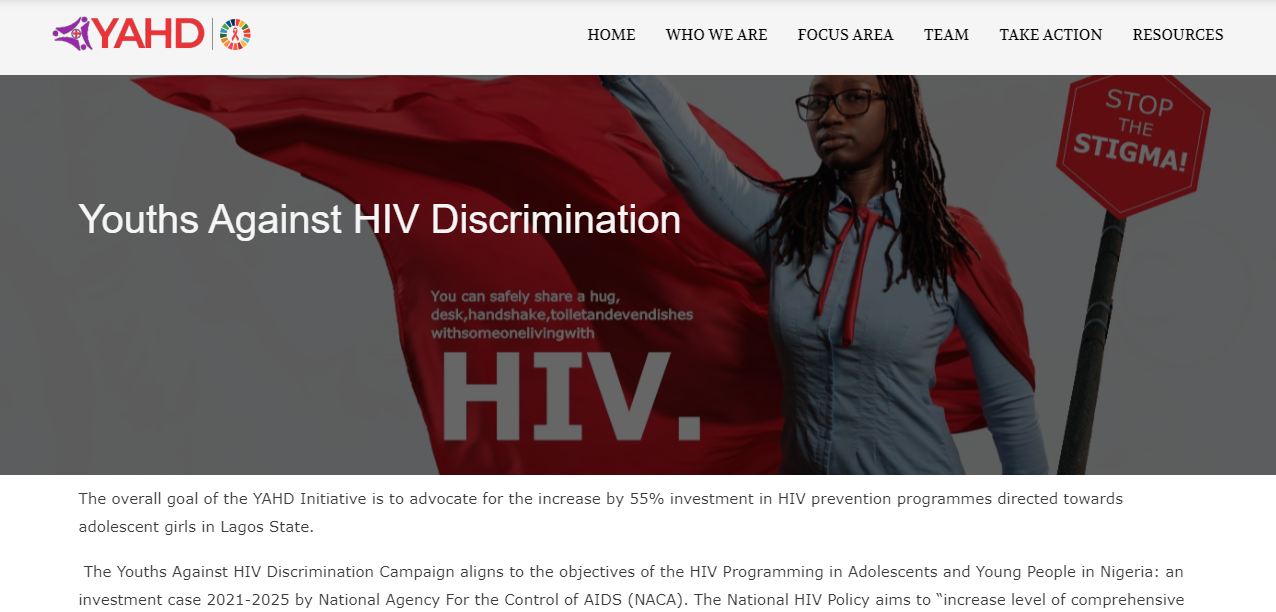 YAHD
HOME WHO WE ARE FOCUS AREA TEAM TAKE ACTION RESOURCES
STOP
THE
STIGMA!
Youths Against HIV Discrimination
You can safely share a hug,
desk,handshake,toiletandevendishes
withsomeonelivingwith
HIV.
The overall goal of the YAHD Initiative is to advocate for the increase by 55% investment in HIV prevention programmes directed towards
adolescent girls in Lagos State.
The Youths Against HIV Discrimination Campaign aligns to the objectives of the HIV Programming in Adolescents and Young People in Nigeria: an
investment case 2021-2025 by National Agency For the Control of AIDS (NACA). The National HIV Policy aims to “increase level of comprehensive